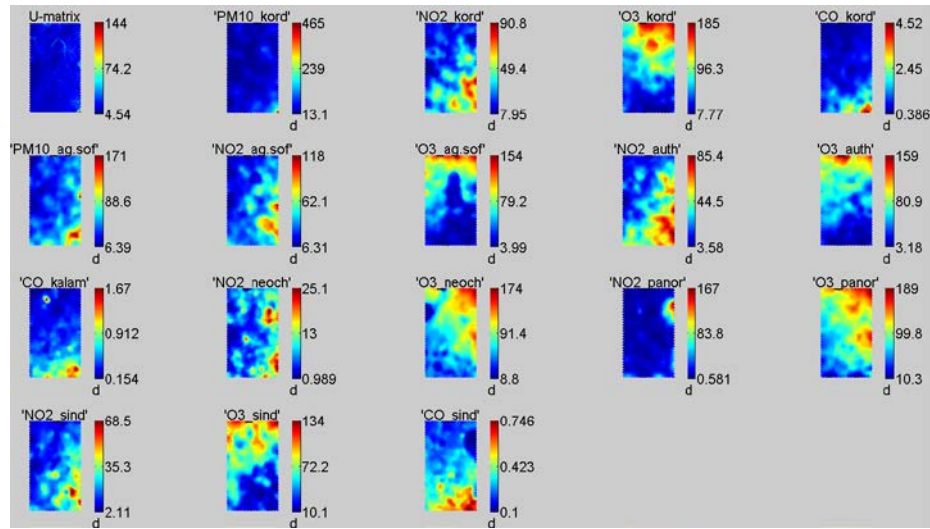 U-matrix 'PM10_kord' 'NO2_kord' 'O3_kord' 'CO_kord'
144 465 90.8 185 4.52
74.2 239 49.4 96.3 2.45
4.54 13.1 7.95 7.77 0.386
d d d d
'PM10_ag.sof' 'NO2_ag.sof' 'O3_ag.sof' 'NO2_auth' 'O3_auth'
171 118 154 85.4 159
88.6 62.1 79.2 44.5 80.9
6.39 6.31 3.99 3.58 3.18
d d d d d
'CO_kalam' 'NO2_neoch' 'O3_neoch' 'NO2_panor' 'O3_panor'
1.67 25.1 174 167 189
0.912 13 91.4 83.8 99.8
0.154 0.989 8.8 0.581 10.3
d d d d d
'NO2_sind' 'O3_sind' 'CO_sind'
68.5 134 0.746
35.3 72.2 0.423
2.11 10.1 0.1
d d d